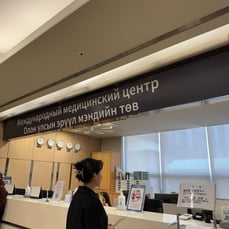 Международный медицинский центр
Олон улсын эрүүл мэндийн төв